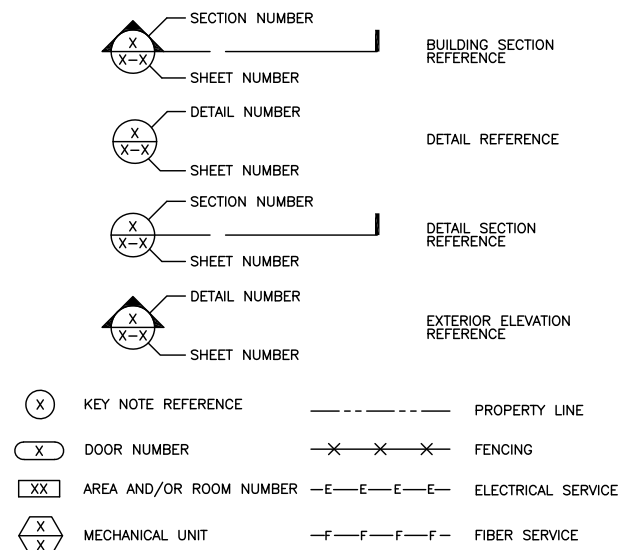 SECTION NUMBER
X
X-X
SHEET NUMBER
BUILDING SECTION
REFERENCE
DETAIL NUMBER
X
X-X
SHEET NUMBER
DETAIL REFERENCE
SECTION NUMBER
X
X-X
SHEET NUMBER
DETAIL SECTION
REFERENCE
DETAIL NUMBER
X
X-X
SHEET NUMBER
EXTERIOR ELEVATION
REFERENCE
X KEY NOTE REFERENCE
PROPERTY LINE
X DOOR NUMBER
X X X FENCING
XX AREA AND/OR ROOM NUMBER
E E E E ELECTRICAL SERVICE
X
X
MECHANICAL UNIT
F F F F FIBER SERVICE